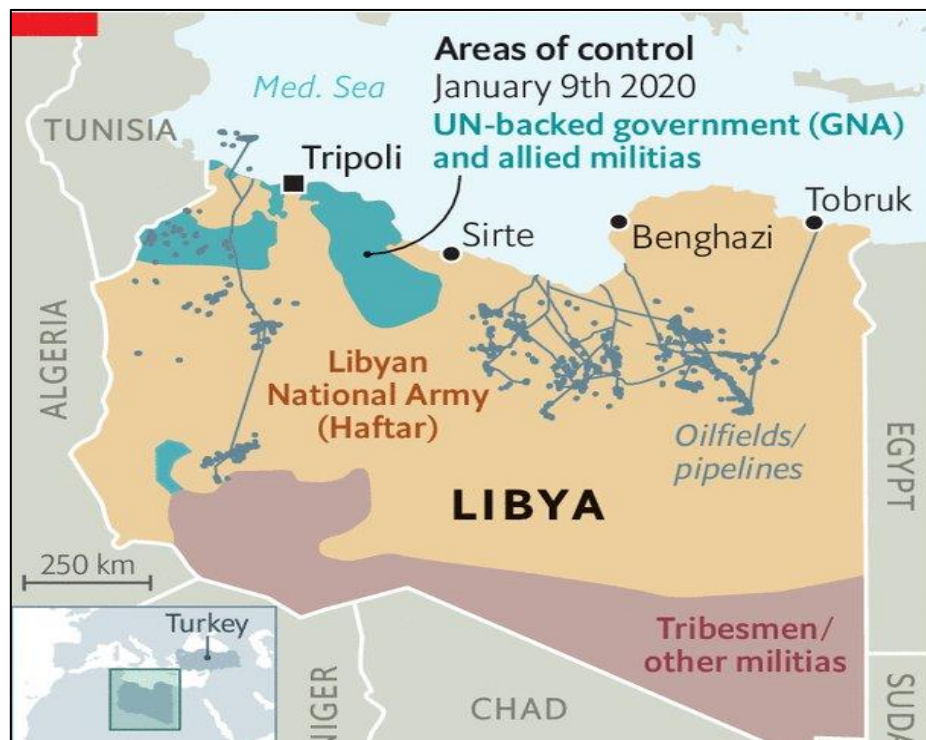 Areas of control
January 9th 2020
UN-backed government (GNA)
and allied militias
Med. Sea
TUNISIA
Tripoli
Sirte
Benghazi
Tobruk
ALGERIA
Libyan
National Army
(Haftar)
Oilfields/
pipelines
EGYPT
LIBYA
250 km
Turkey
Tribesmen/
other militias
NIGER
CHAD
SUDA